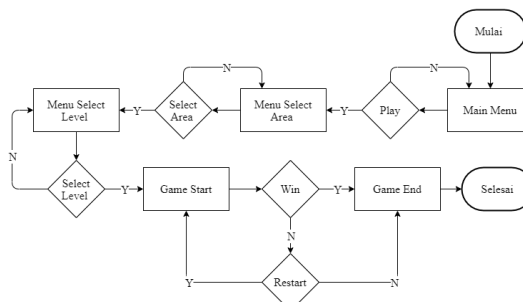 Mulai
N
N
Menu Select
Level
Y
Select
Area
Menu Select
Area
Y
Play
Main Menu
N
Select
Level
Y
Game Start
Win
Y
Game End
Selesai
N
Y
Restart
N